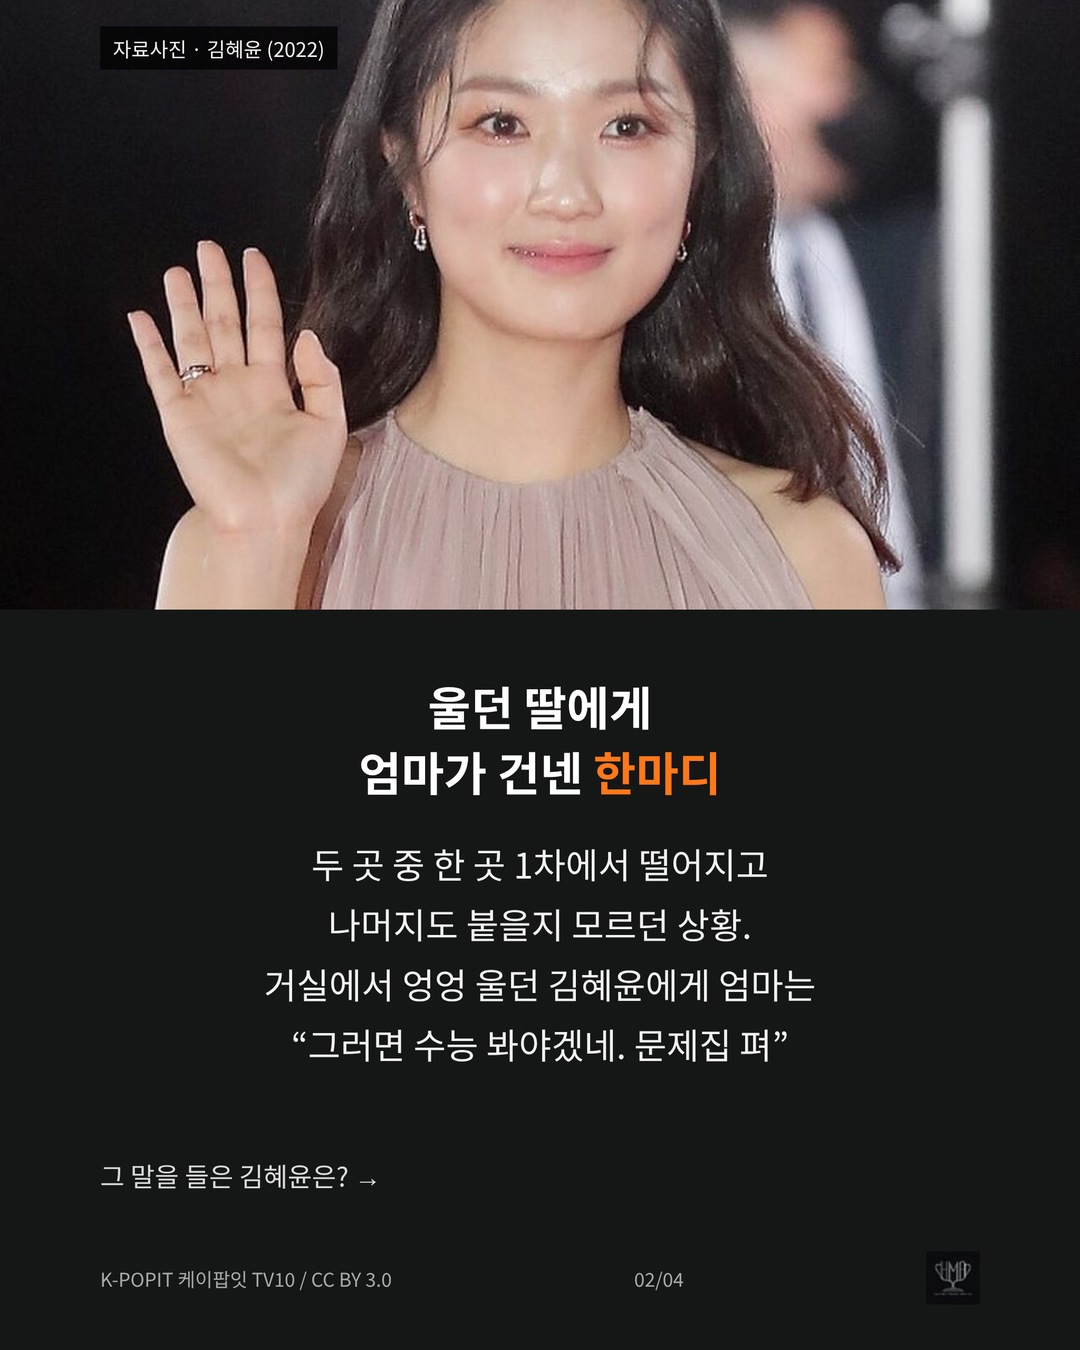 자료사진 · 김혜윤 (2022)
울던 딸에게
엄마가 건넨 한마디
두 곳 중 한 곳 1차에서 떨어지고
나머지도 붙을지 모르던 상황.
거실에서 엉엉 울던 김혜윤에게 엄마는
“그러면 수능 봐야겠네. 문제집 펴”
그 말을 들은 김혜윤은? →
K-POPIT 케이팝잇 TV10 / CC BY 3.0
02/04